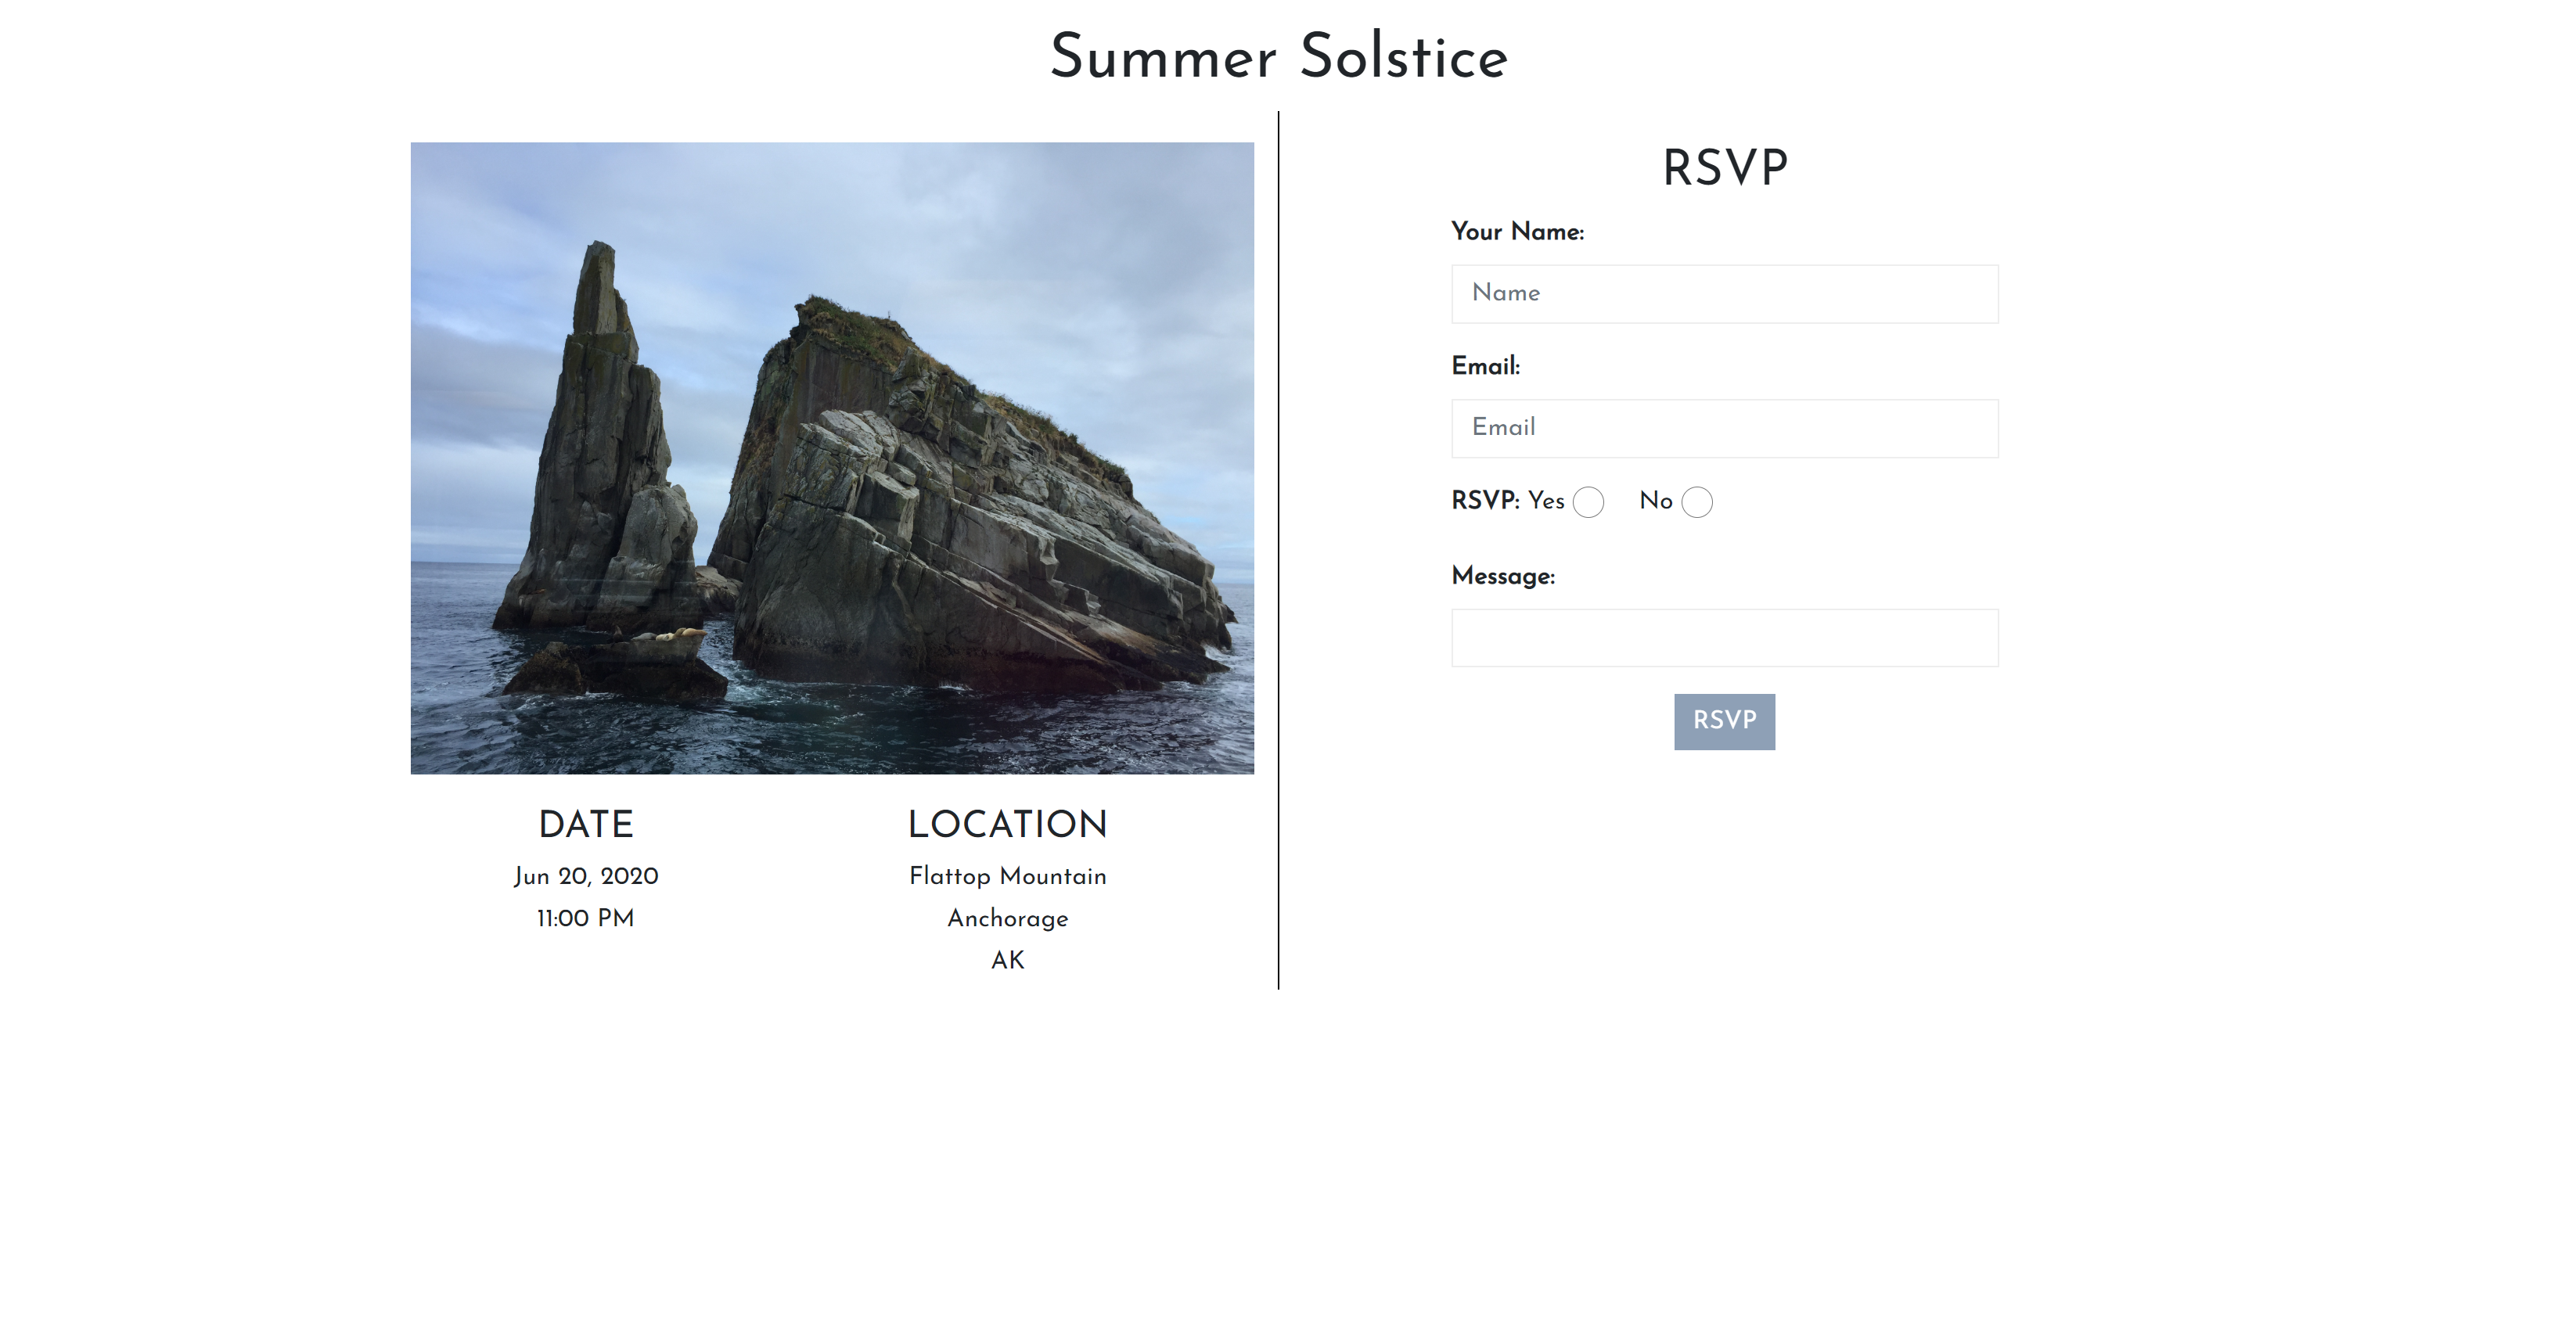 Summer Solstice
DATE
Jun 20, 2020
11:00 PM
LOCATION
Flattop Mountain
Anchorage
AK
RSVP
Your Name:
Name
Email:
Email
RSVP: Yes No
Message:
RSVP